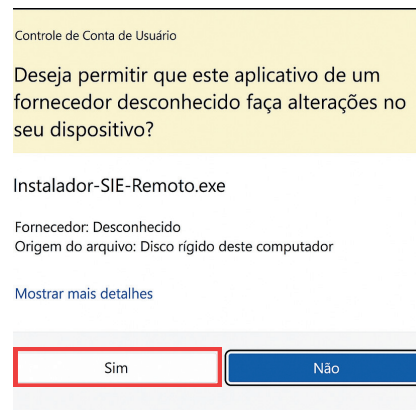 Controle de Conta de Usuário
Deseja permitir que este aplicativo de um
fornecedor desconhecido faça alterações no
seu dispositivo?
Instalador-SIE-Remoto.exe
Fornecedor: Desconhecido
Origem do arquivo: Disco rígido deste computador
Mostrar mais detalhes
Sim
Não